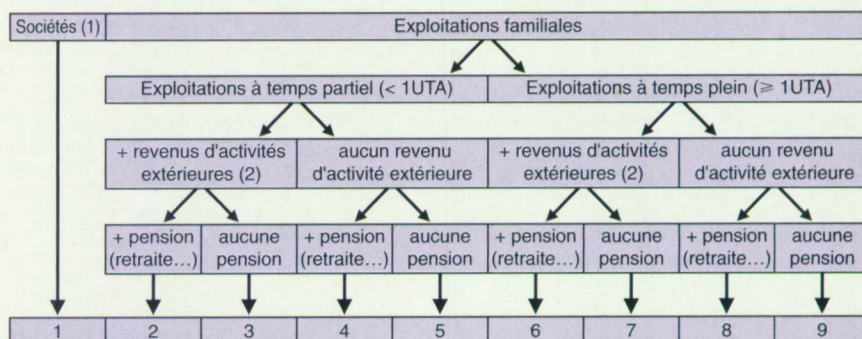 Sociétés (1) Exploitations familiales
Exploitations à temps partiel (< 1UTA) Exploitations à temps plein (≥ 1UTA)
+ revenus d'activités aucun revenu + revenus d'activités aucun revenu
extérieures (2) d'activité extérieure extérieures (2) d'activité extérieure
+ pension aucune + pension aucune + pension aucune + pension aucune
(retraite...) pension (retraite...) pension (retraite...) pension (retraite...) pension
1 2 3 4 5 6 7 8 9